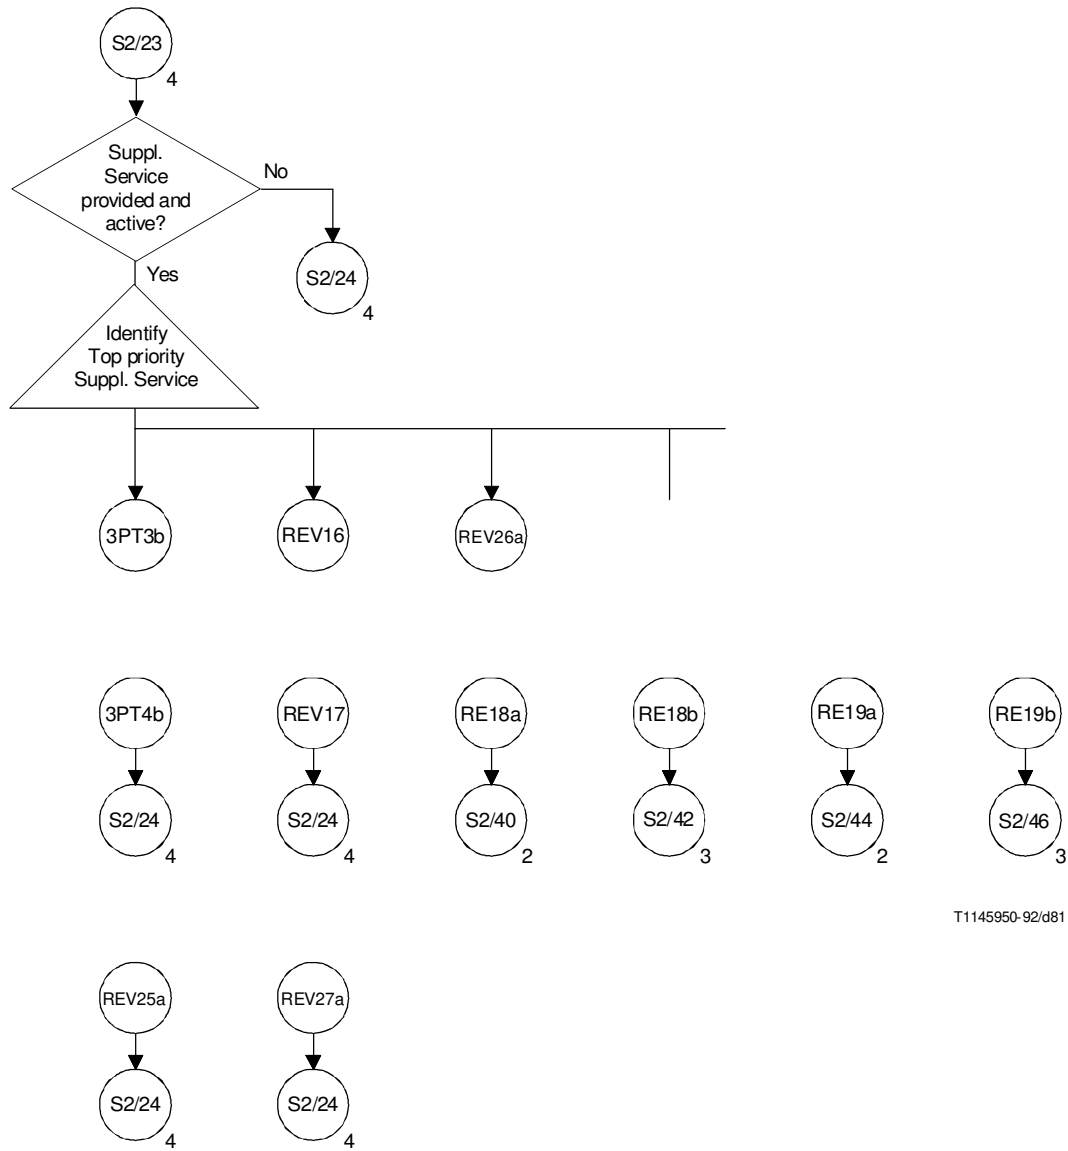 S2/23
4
Suppl.
Service
provided and
active?
No
S2/24
4
Yes
Identify
Top priority
Suppl. Service
3PT3b
REV16
REV26a
3PT4b
REV17
RE18a
RE18b
RE19a
RE19b
S2/24
4
S2/24
4
S2/40
2
S2/42
3
S2/44
2
S2/46
3
T1145950-92/d81
REV25a
REV27a
S2/24
4
S2/24
4